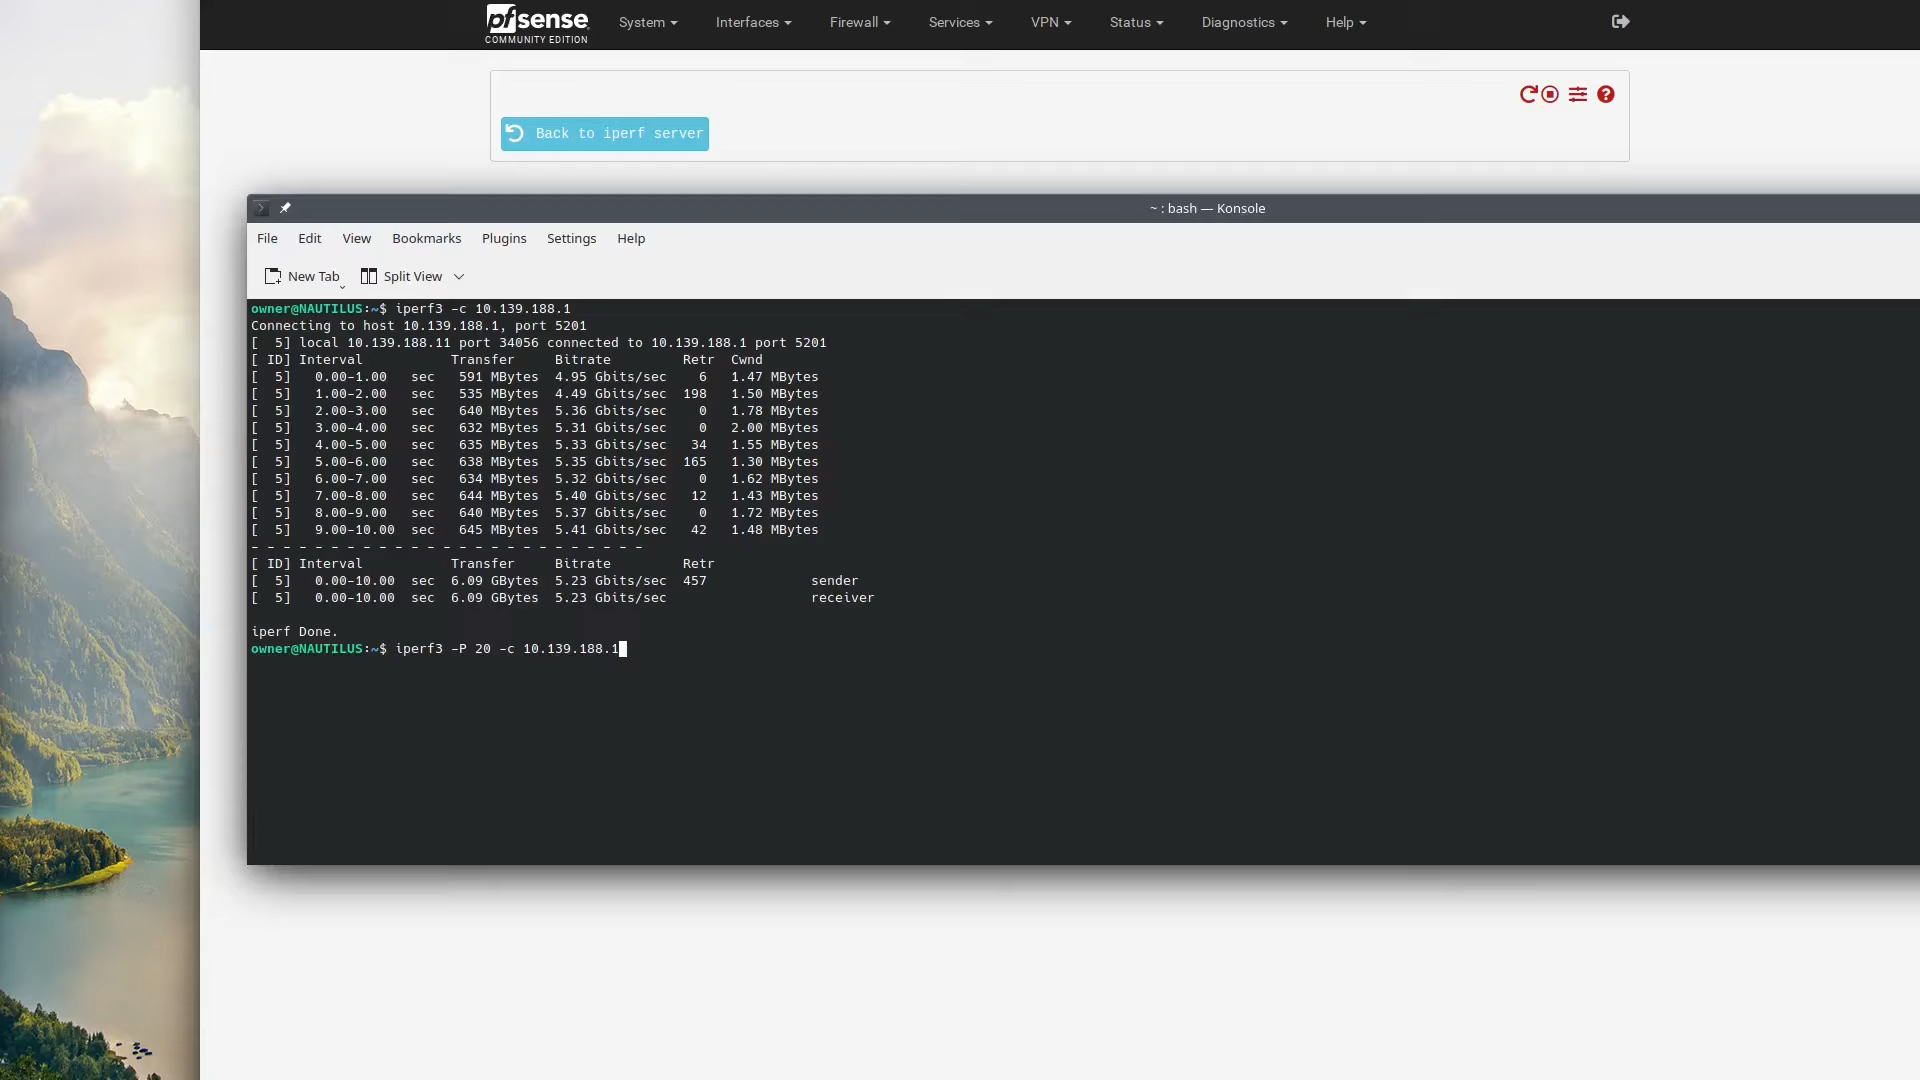 pfsense
COMMUNITY EDITION
System Interfaces Firewall Services VPN Status Diagnostics Help
Back to iperf server
~ : bash — Konsole
File Edit View Bookmarks Plugins Settings Help
New Tab Split View
owner@NAUTILUS:~$ iperf3 -c 10.139.188.1
Connecting to host 10.139.188.1, port 5201
[  5] local 10.139.188.11 port 34056 connected to 10.139.188.1 port 5201
[ ID] Interval           Transfer     Bitrate         Retr  Cwnd
[  5]   0.00-1.00   sec   591 MBytes  4.95 Gbits/sec    6   1.47 MBytes
[  5]   1.00-2.00   sec   535 MBytes  4.49 Gbits/sec  198   1.50 MBytes
[  5]   2.00-3.00   sec   640 MBytes  5.36 Gbits/sec    0   1.78 MBytes
[  5]   3.00-4.00   sec   632 MBytes  5.31 Gbits/sec    0   2.00 MBytes
[  5]   4.00-5.00   sec   635 MBytes  5.33 Gbits/sec   34   1.55 MBytes
[  5]   5.00-6.00   sec   638 MBytes  5.35 Gbits/sec  165   1.30 MBytes
[  5]   6.00-7.00   sec   634 MBytes  5.32 Gbits/sec    0   1.62 MBytes
[  5]   7.00-8.00   sec   644 MBytes  5.40 Gbits/sec   12   1.43 MBytes
[  5]   8.00-9.00   sec   640 MBytes  5.37 Gbits/sec    0   1.72 MBytes
[  5]   9.00-10.00  sec   645 MBytes  5.41 Gbits/sec   42   1.48 MBytes
- - - - - - - - - - - - - - - - - - - - - - - - -
[ ID] Interval           Transfer     Bitrate         Retr
[  5]   0.00-10.00  sec  6.09 GBytes  5.23 Gbits/sec  457             sender
[  5]   0.00-10.00  sec  6.09 GBytes  5.23 Gbits/sec                  receiver
iperf Done.
owner@NAUTILUS:~$ iperf3 -P 20 -c 10.139.188.1